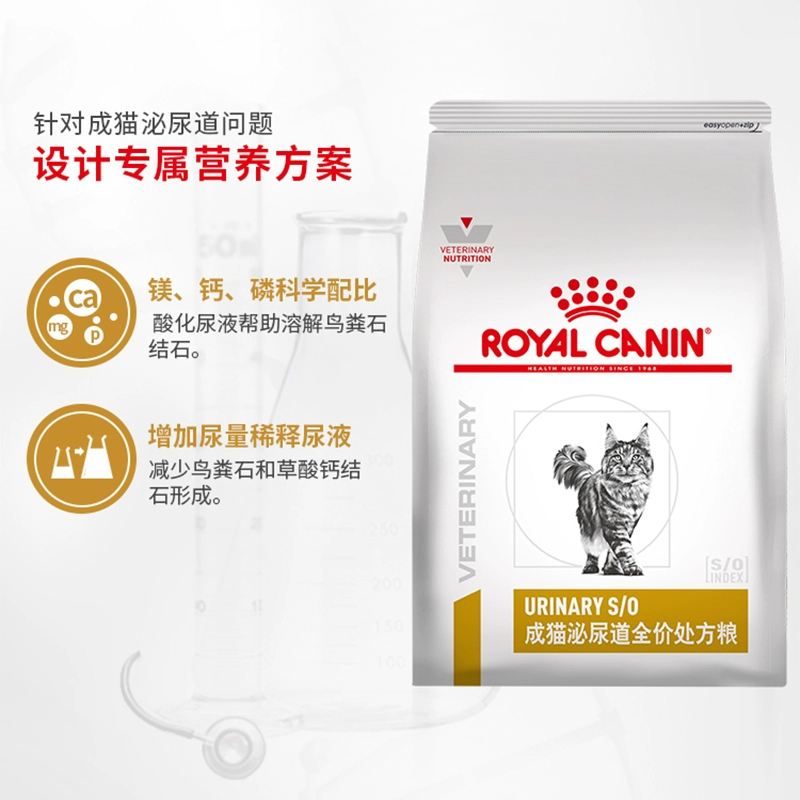 针对成猫泌尿道问题
设计专属营养方案
ca
mg
p
镁、钙、磷科学配比
酸化尿液帮助溶解鸟粪石
结石。
增加尿量稀释尿液
减少鸟粪石和草酸钙结
石形成。
easyopen+zip
VETERINARY
NUTRITION
ROYAL CANIN®
HEALTH NUTRITION SINCE 1968
VETERINARY
[S/O
INDEX]
URINARY S/O
成猫泌尿道全价处方粮